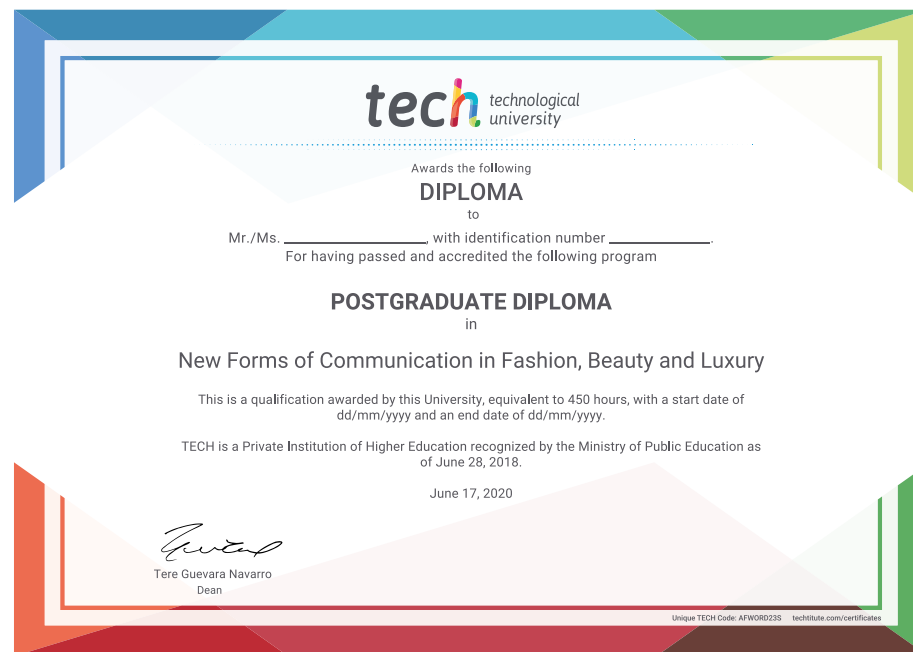 tech technological
university
Awards the following
DIPLOMA
to
Mr./Ms. ____________, with identification number ____________.
For having passed and accredited the following program
POSTGRADUATE DIPLOMA
in
New Forms of Communication in Fashion, Beauty and Luxury
This is a qualification awarded by this University, equivalent to 450 hours, with a start date of
dd/mm/yyyy and an end date of dd/mm/yyyy.
TECH is a Private Institution of Higher Education recognized by the Ministry of Public Education as
of June 28, 2018.
June 17, 2020
Tere Guevara Navarro
Dean
Unique TECH Code: AFWORD23S techtitute.com/certificates